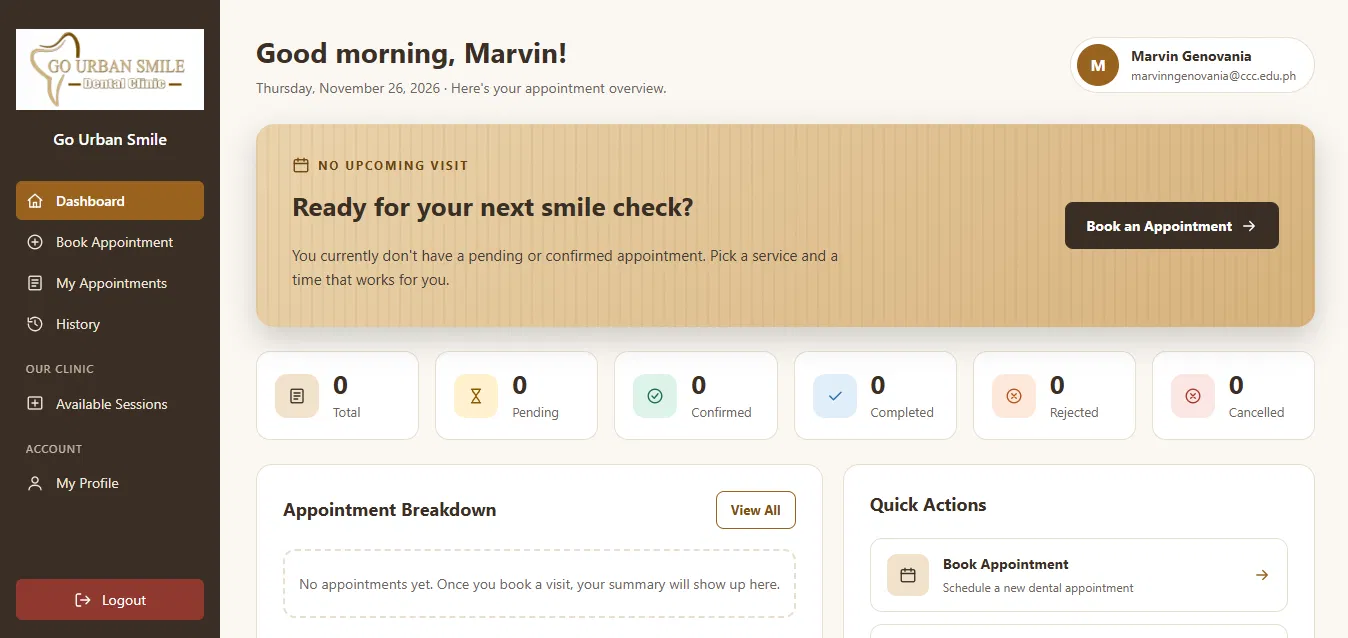 GO URBAN SMILE
Dental Clinic
Go Urban Smile
Dashboard
Book Appointment
My Appointments
History
OUR CLINIC
Available Sessions
ACCOUNT
My Profile
Logout
Good morning, Marvin!
Thursday, November 26, 2026 · Here's your appointment overview.
M
Marvin Genovania
marvinngenovania@ccc.edu.ph
NO UPCOMING VISIT
Ready for your next smile check?
You currently don't have a pending or confirmed appointment. Pick a service and a
time that works for you.
Book an Appointment
0
Total
0
Pending
0
Confirmed
0
Completed
0
Rejected
0
Cancelled
Appointment Breakdown
View All
No appointments yet. Once you book a visit, your summary will show up here.
Quick Actions
Book Appointment
Schedule a new dental appointment